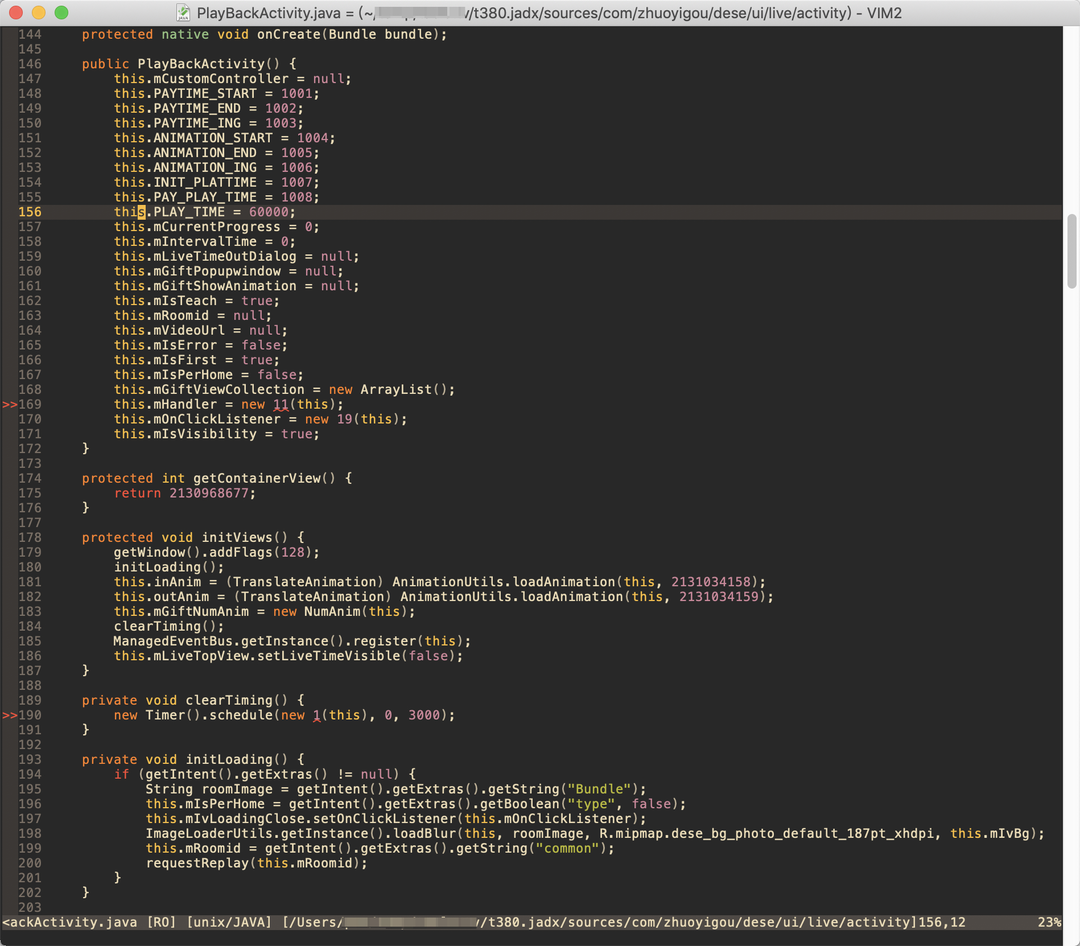 PlayBackActivity.java = (~/ /t380.jadx/sources/com/zhuoyigou/dese/ui/live/activity) - VIM2
144 protected native void onCreate(Bundle bundle);
145
146 public PlayBackActivity() {
147 this.mCustomController = null;
148 this.PAYTIME_START = 1001;
149 this.PAYTIME_END = 1002;
150 this.PAYTIME_ING = 1003;
151 this.ANIMATION_START = 1004;
152 this.ANIMATION_END = 1005;
153 this.ANIMATION_ING = 1006;
154 this.INIT_PLATTIME = 1007;
155 this.PAY_PLAY_TIME = 1008;
156 this.PLAY_TIME = 60000;
157 this.mCurrentProgress = 0;
158 this.mIntervalTime = 0;
159 this.mLiveTimeOutDialog = null;
160 this.mGiftPopupwindow = null;
161 this.mGiftShowAnimation = null;
162 this.mIsTeach = true;
163 this.mRoomid = null;
164 this.mVideoUrl = null;
165 this.mIsError = false;
166 this.mIsFirst = true;
167 this.mIsPerHome = false;
168 this.mGiftViewCollection = new ArrayList();
>>169 this.mHandler = new 11(this);
170 this.mOnClickListener = new 19(this);
171 this.mIsVisibility = true;
172 }
173
174 protected int getContainerView() {
175 return 2130968677;
176 }
177
178 protected void initViews() {
179 getWindow().addFlags(128);
180 initLoading();
181 this.inAnim = (TranslateAnimation) AnimationUtils.loadAnimation(this, 2131034158);
182 this.outAnim = (TranslateAnimation) AnimationUtils.loadAnimation(this, 2131034159);
183 this.mGiftNumAnim = new NumAnim(this);
184 clearTiming();
185 ManagedEventBus.getInstance().register(this);
186 this.mLiveTopView.setLiveTimeVisible(false);
187 }
188
189 private void clearTiming() {
>>190 new Timer().schedule(new 1(this), 0, 3000);
191 }
192
193 private void initLoading() {
194 if (getIntent().getExtras() != null) {
195 String roomImage = getIntent().getExtras().getString("Bundle");
196 this.mIsPerHome = getIntent().getExtras().getBoolean("type", false);
197 this.mIvLoadingClose.setOnClickListener(this.mOnClickListener);
198 ImageLoaderUtils.getInstance().loadBlur(this, roomImage, R.mipmap.dese_bg_photo_default_187pt_xhdpi, this.mIvBg);
199 this.mRoomid = getIntent().getExtras().getString("common");
200 requestReplay(this.mRoomid);
201 }
202 }
203
<ackActivity.java [RO] [unix/JAVA] [/Users/ /t380.jadx/sources/com/zhuoyigou/dese/ui/live/activity]156,12 23%